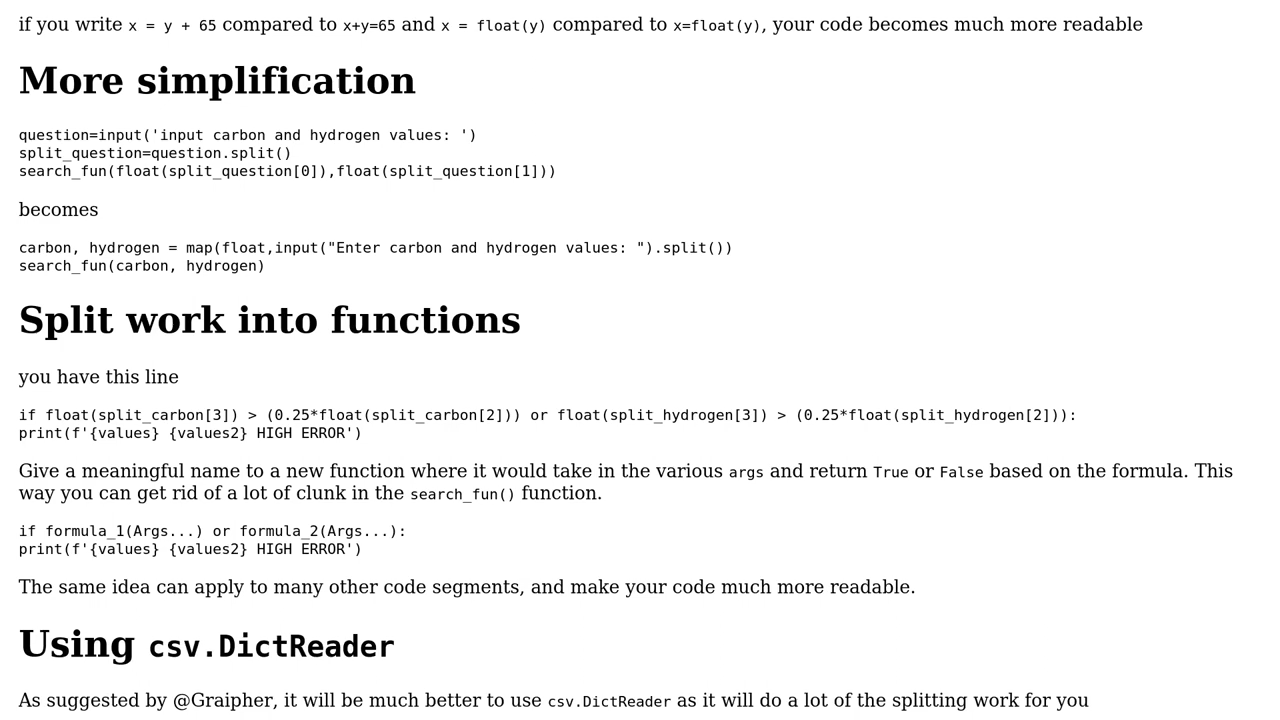 if you write x = y + 65 compared to x+y=65 and x = float(y) compared to x=float(y), your code becomes much more readable
More simplification
question=input('input carbon and hydrogen values: ')
split_question=question.split()
search_fun(float(split_question[0]),float(split_question[1]))
becomes
carbon, hydrogen = map(float,input("Enter carbon and hydrogen values: ").split())
search_fun(carbon, hydrogen)
Split work into functions
you have this line
if float(split_carbon[3]) > (0.25*float(split_carbon[2])) or float(split_hydrogen[3]) > (0.25*float(split_hydrogen[2])):
print(f'{values} {values2} HIGH ERROR')
Give a meaningful name to a new function where it would take in the various args and return True or False based on the formula. This
way you can get rid of a lot of clunk in the search_fun() function.
if formula_1(Args...) or formula_2(Args...):
print(f'{values} {values2} HIGH ERROR')
The same idea can apply to many other code segments, and make your code much more readable.
Using csv.DictReader
As suggested by @Graipher, it will be much better to use csv.DictReader as it will do a lot of the splitting work for you